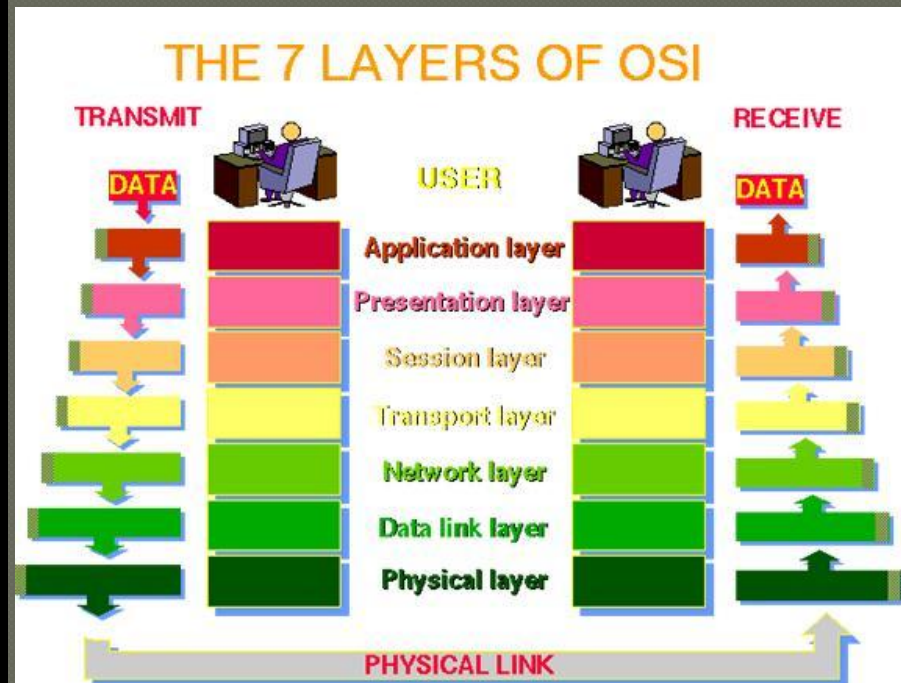 THE 7 LAYERS OF OSI
TRANSMIT
RECEIVE
DATA
USER
DATA
Application layer
Presentation layer
Session layer
Transport layer
Network layer
Data link layer
Physical layer
PHYSICAL LINK